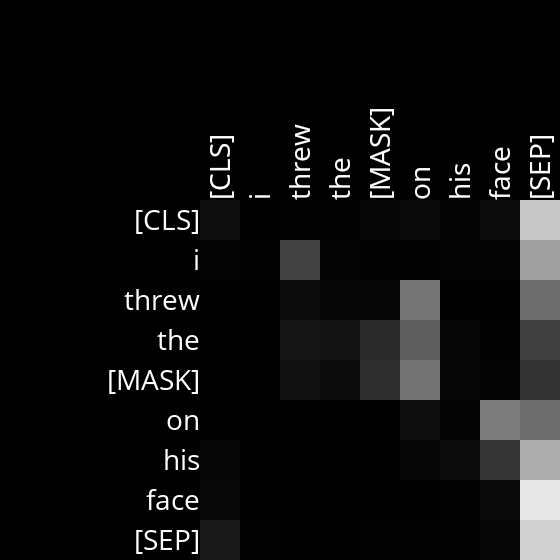 [CLS] i threw the [MASK] on his face [SEP]
[CLS]
i
threw
the
[MASK]
on
his
face
[SEP]